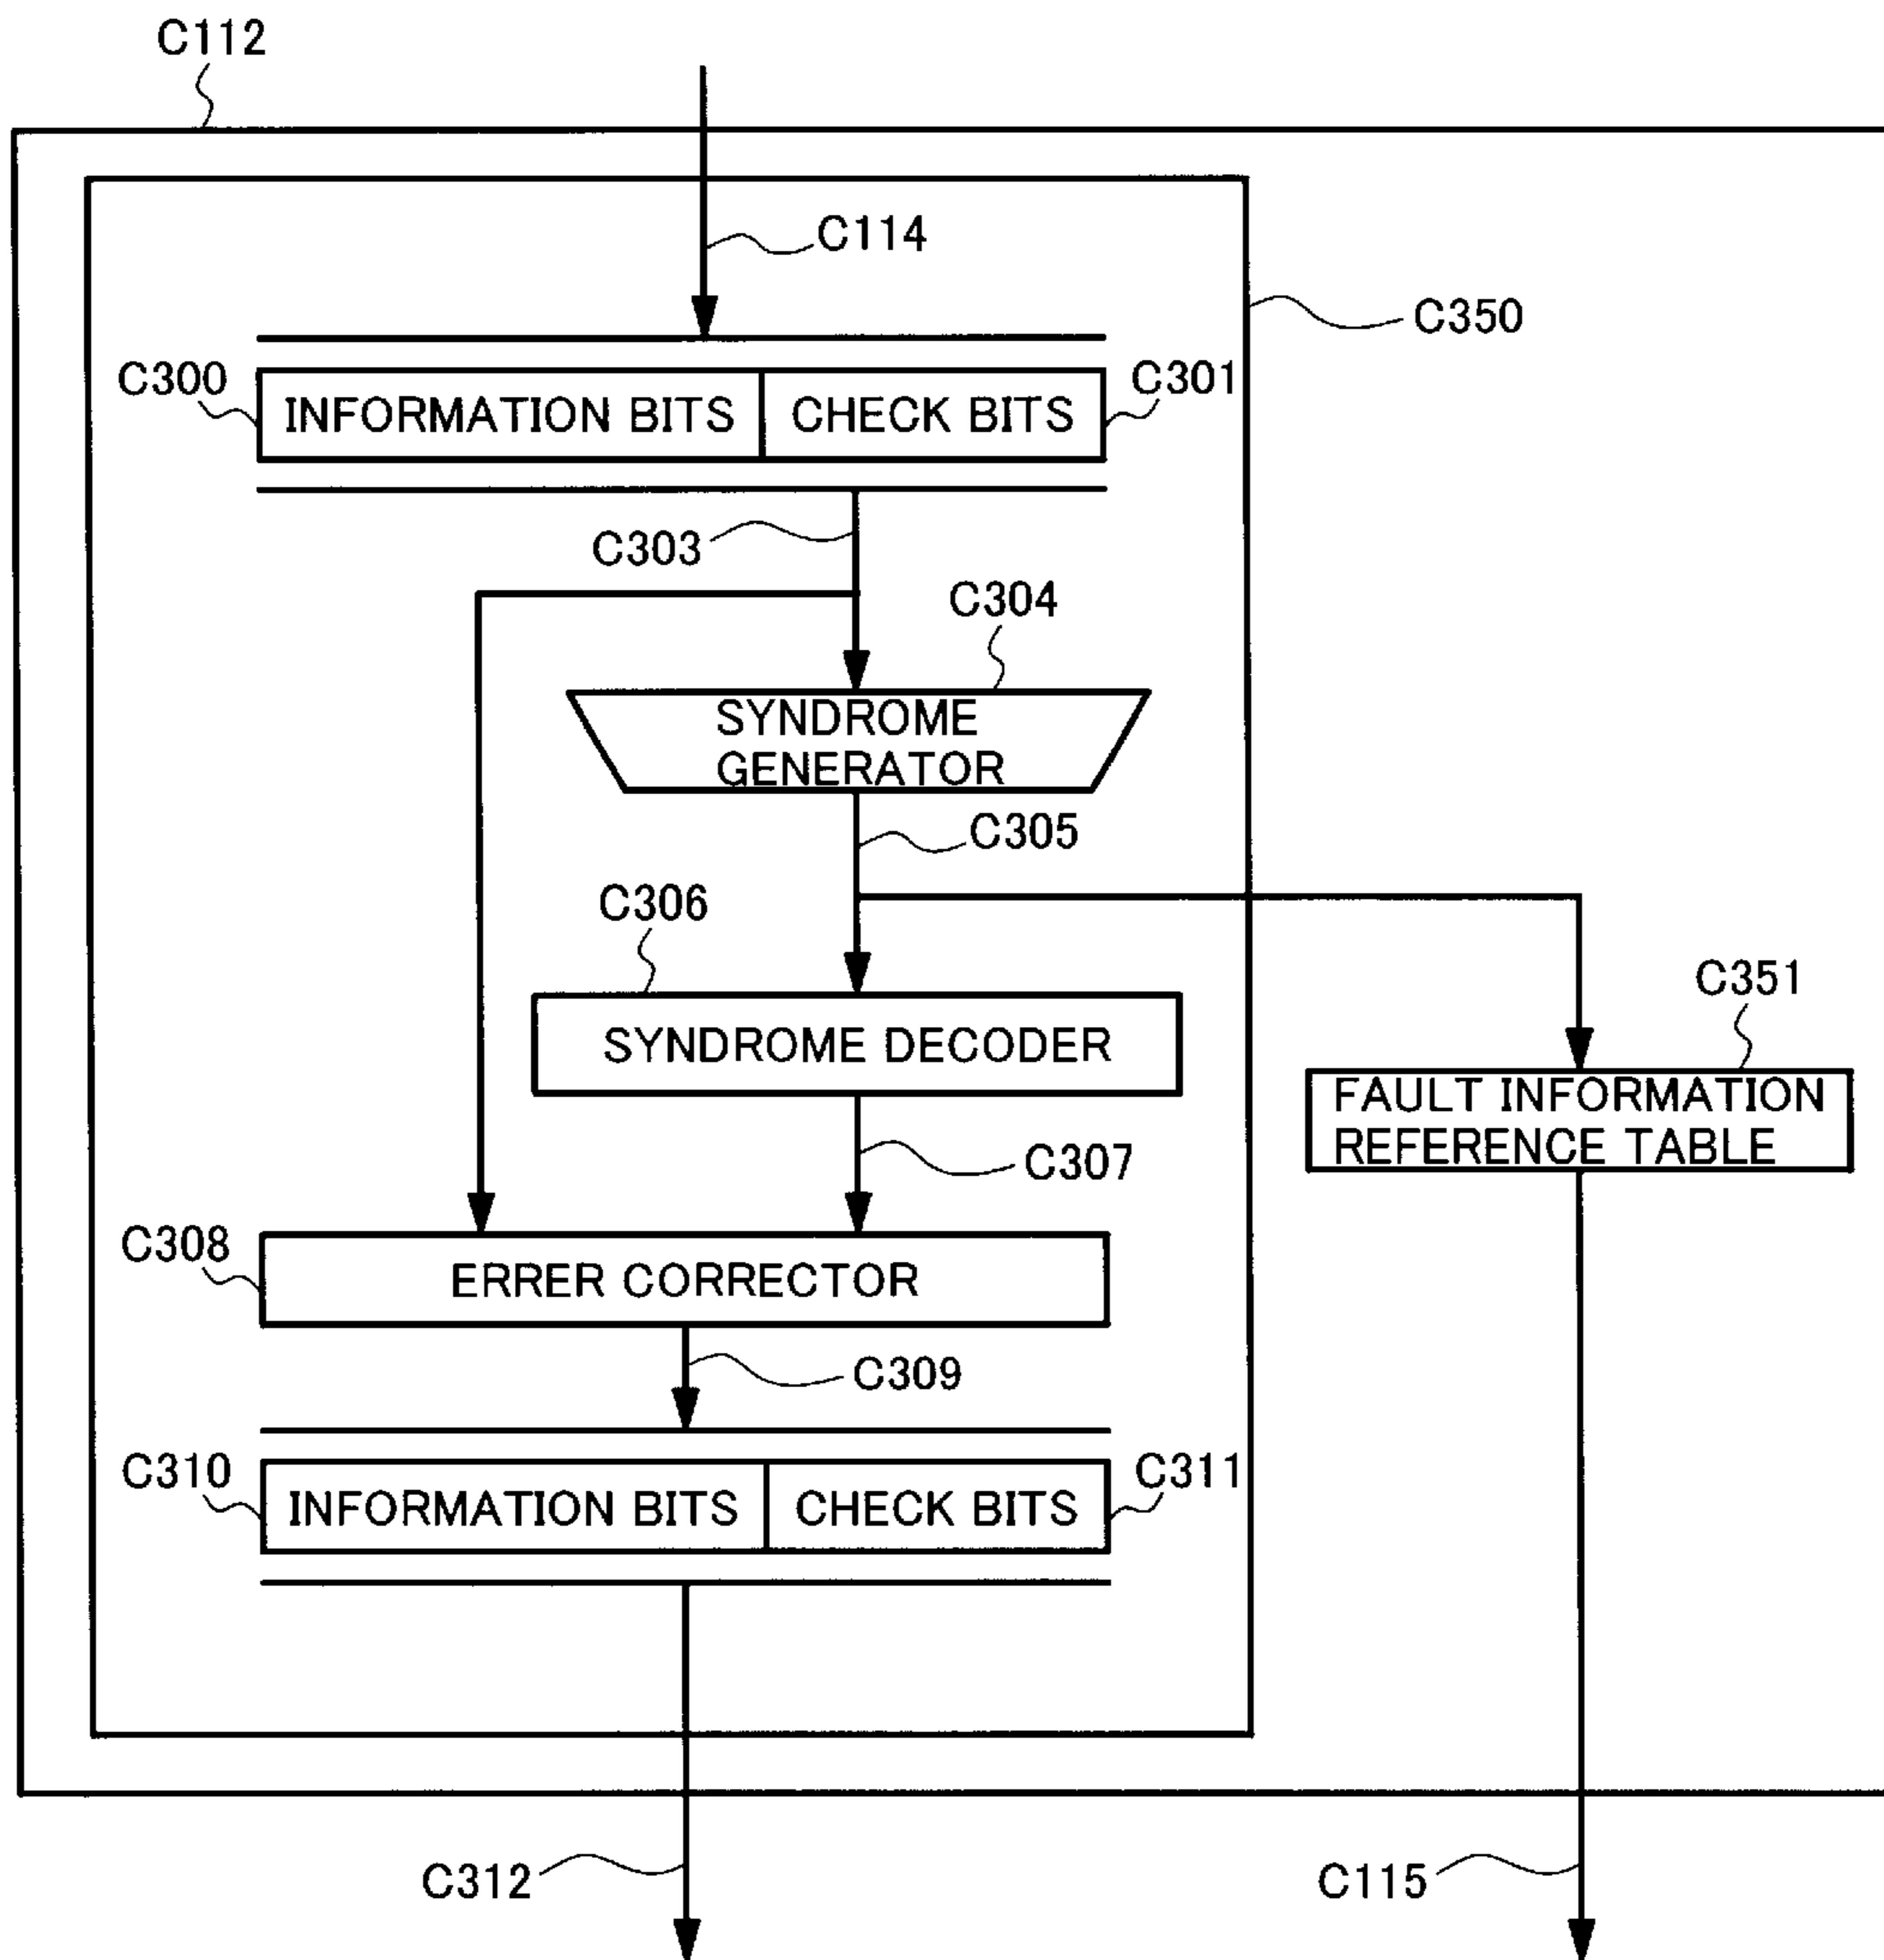 C112
C114
C350
C300
INFORMATION BITS
CHECK BITS
C301
C303
C304
SYNDROME
GENERATOR
C305
C306
C351
SYNDROME DECODER
FAULT INFORMATION
REFERENCE TABLE
C307
C308
ERRER CORRECTOR
C309
C310
INFORMATION BITS
CHECK BITS
C311
C312
C115